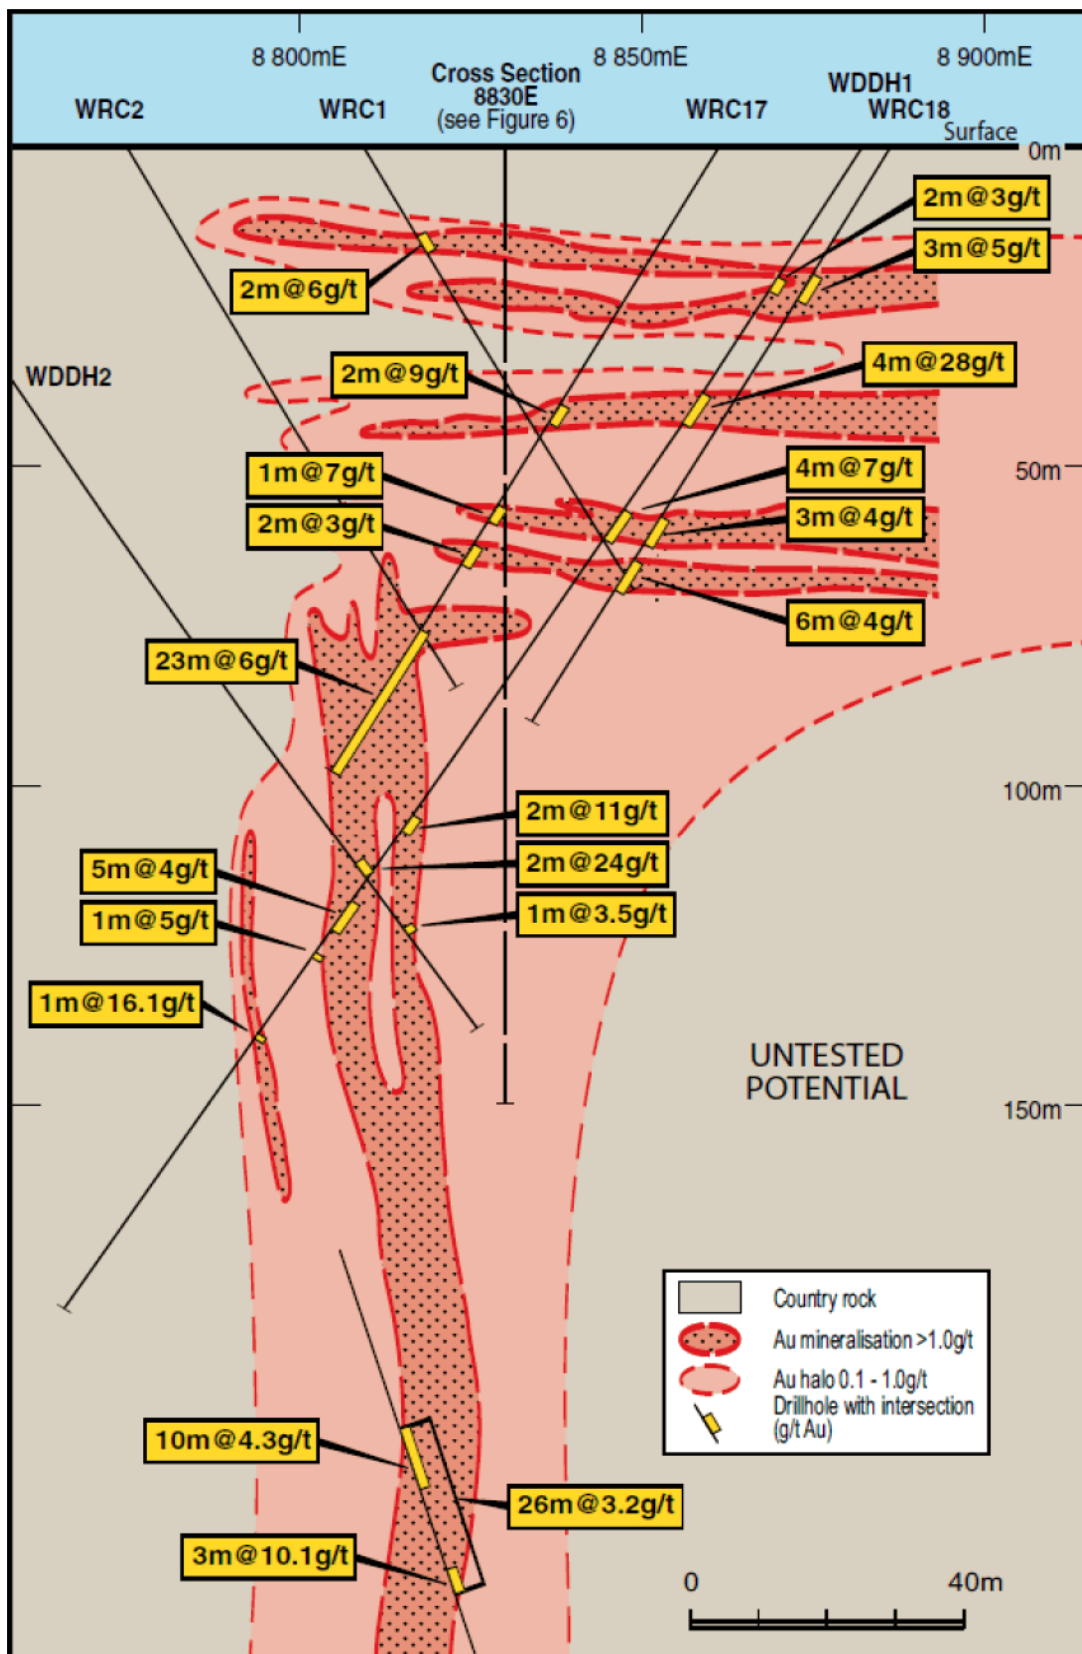 8 800mE
8 850mE
8 900mE
Cross Section
8830E
(see Figure 6)
WRC2
WRC1
WRC17
WDDH1
WRC18
Surface
0m
2m@3g/t
3m@5g/t
2m@6g/t
WDDH2
2m@9g/t
4m@28g/t
1m@7g/t
4m@7g/t
50m
2m@3g/t
3m@4g/t
6m@4g/t
23m@6g/t
100m
2m@11g/t
5m@4g/t
2m@24g/t
1m@5g/t
1m@3.5g/t
1m@16.1g/t
UNTESTED
POTENTIAL
150m
Country rock
Au mineralisation >1.0g/t
Au halo 0.1 - 1.0g/t
Drillhole with intersection
(g/t Au)
10m@4.3g/t
26m@3.2g/t
3m@10.1g/t
0
40m